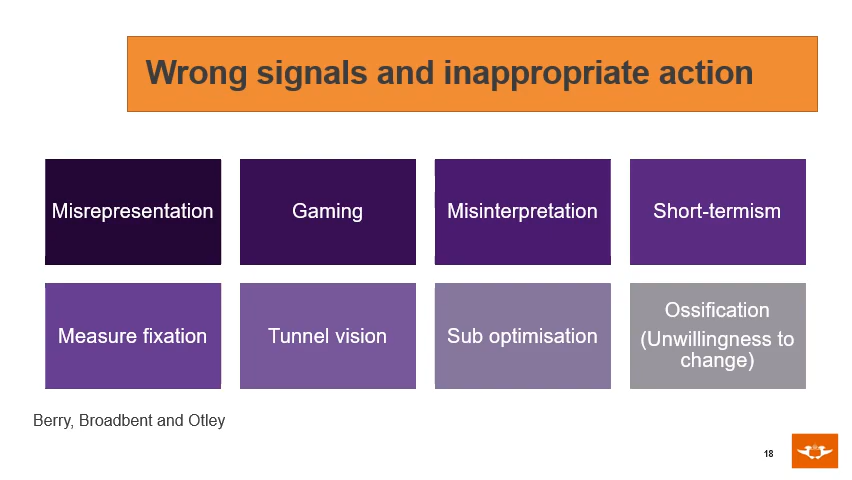 Wrong signals and inappropriate action
Misrepresentation
Gaming
Misinterpretation
Short-termism
Measure fixation
Tunnel vision
Sub optimisation
Ossification
(Unwillingness to
change)
Berry, Broadbent and Otley
18